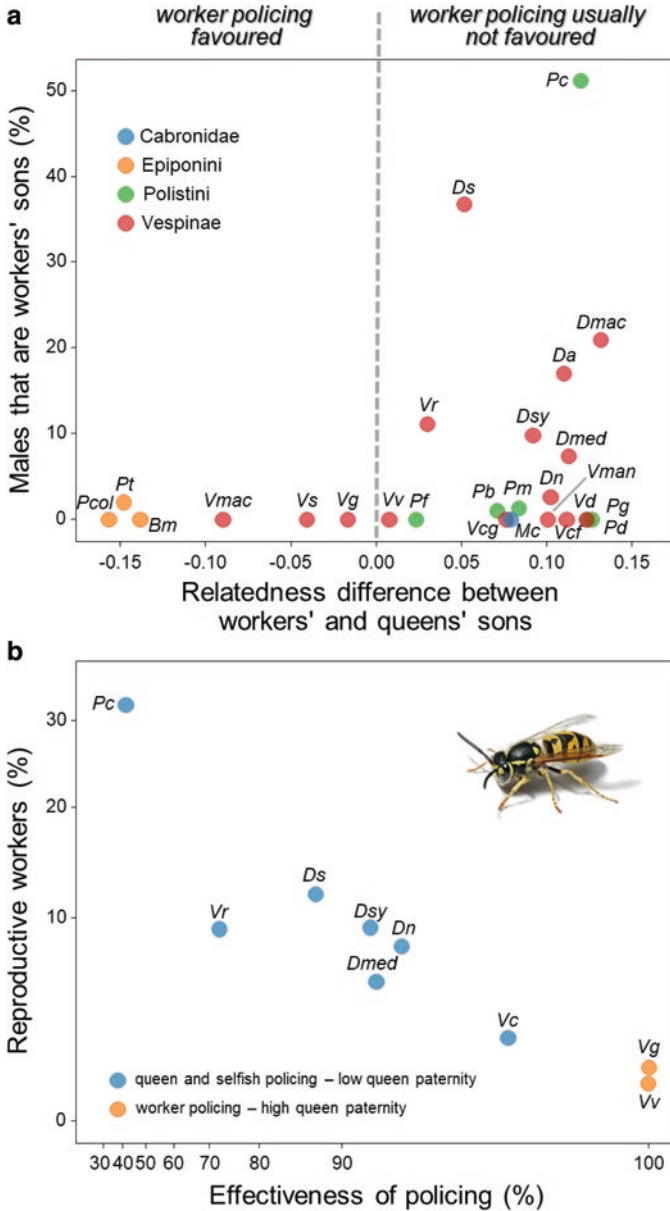 a
worker policing favoured
worker policing usually not favoured
Males that are workers' sons (%)
50
40
30
20
10
0
Cabronidae
Epiponini
Polistini
Vespinae
Pc
Ds
Dmac
Da
Vr
Dsy
Dmed
Dn
Vman
Pcol
Pt
Bm
Vmac
Vs
Vg
Vv
Pf
Pb
Pm
Vd
Pg
Vcg
Mc
Vcf
Pd
-0.15
-0.10
-0.05
0.00
0.05
0.10
0.15
Relatedness difference between
workers' and queens' sons
b
Reproductive workers (%)
30
20
10
0
Pc
Ds
Vr
Dsy
Dn
Dmed
Vc
Vg
Vv
queen and selfish policing – low queen paternity
worker policing – high queen paternity
30 40 50 60 70 80 90 100
Effectiveness of policing (%)